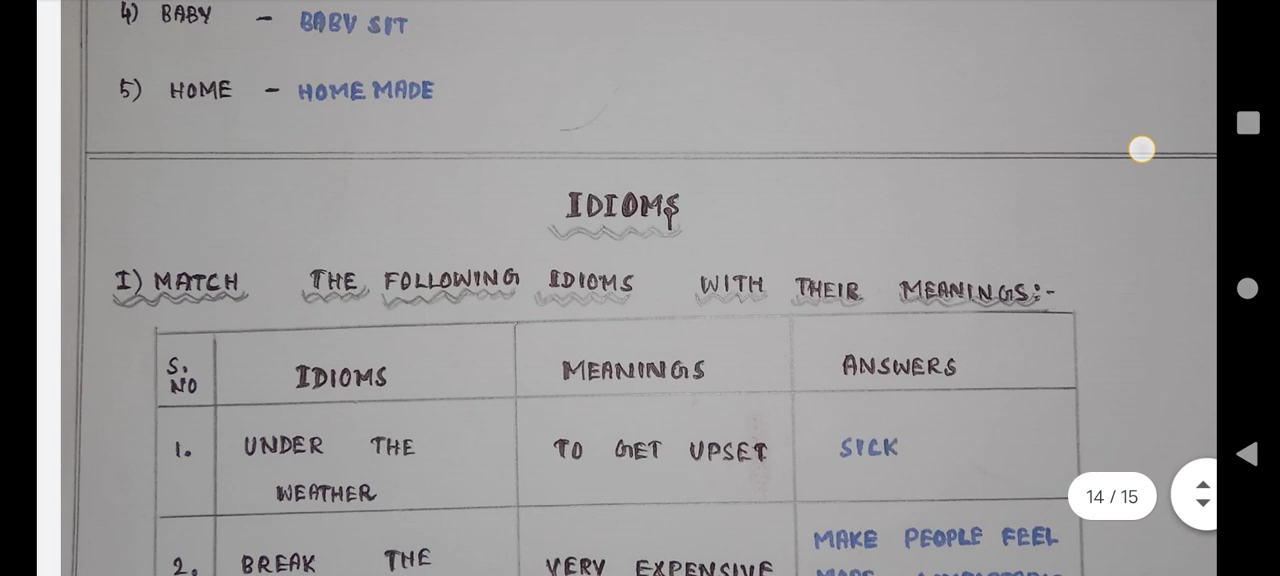 4) BABY - BABY SIT
5) HOME - HOME MADE
IDIOMS
I) MATCH THE FOLLOWING IDIOMS WITH THEIR MEANINGS:-
S. NO IDIOMS MEANINGS ANSWERS
1. UNDER THE WEATHER TO GET UPSET SICK
2. BREAK THE VERY EXPENSIVE MAKE PEOPLE FEEL
MORE
14 / 15